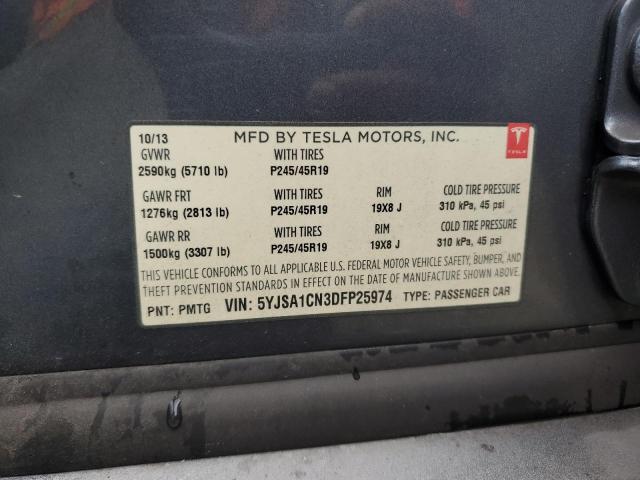 10/13 MFD BY TESLA MOTORS, INC. TESLA
GVWR WITH TIRES
2590kg (5710 lb) P245/45R19
GAWR FRT WITH TIRES RIM COLD TIRE PRESSURE
1276kg (2813 lb) P245/45R19 19X8 J 310 kPa, 45 psi
GAWR RR WITH TIRES RIM COLD TIRE PRESSURE
1500kg (3307 lb) P245/45R19 19X8 J 310 kPa, 45 psi
THIS VEHICLE CONFORMS TO ALL APPLICABLE U.S. FEDERAL MOTOR VEHICLE SAFETY, BUMPER, AND
THEFT PREVENTION STANDARDS IN EFFECT ON THE DATE OF MANUFACTURE SHOWN ABOVE.
PNT: PMTG VIN: 5YJSA1CN3DFP25974 TYPE: PASSENGER CAR